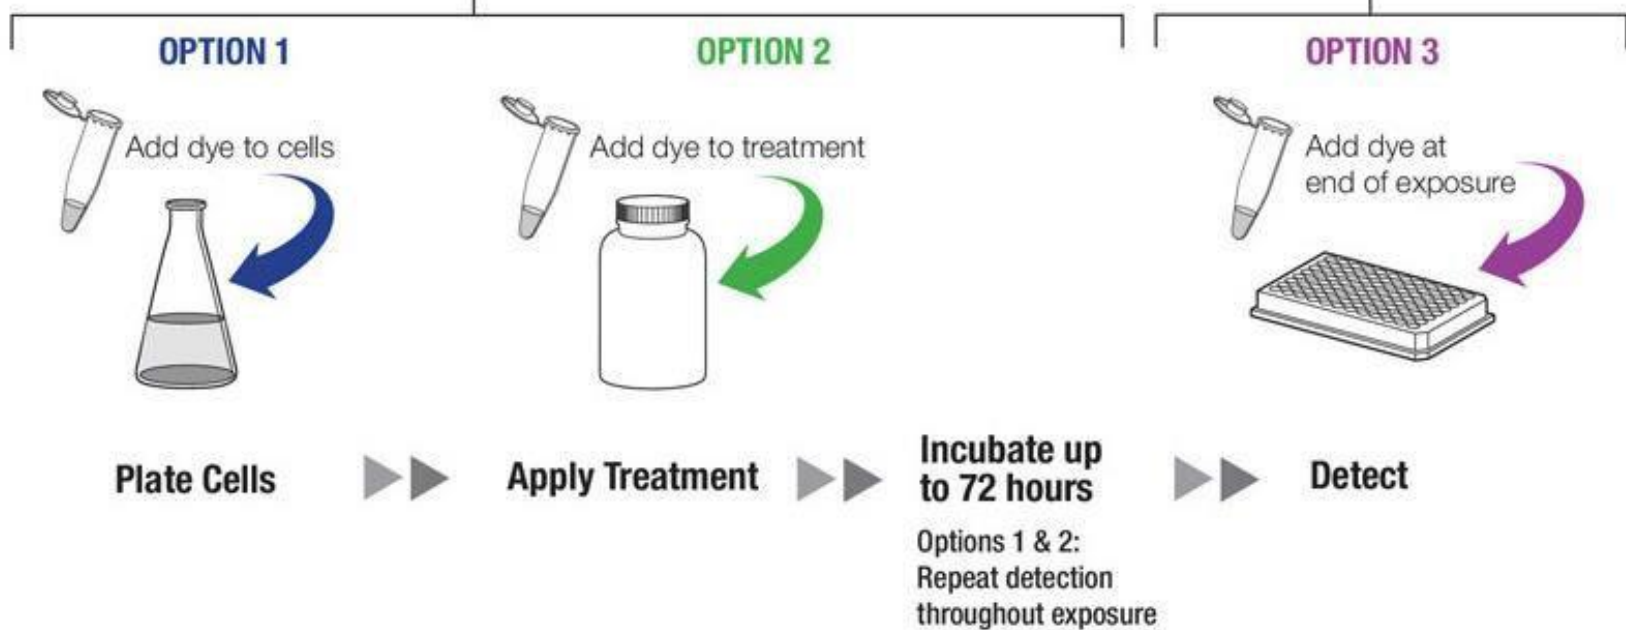 OPTION 1
OPTION 2
OPTION 3
Add dye to cells
Add dye to treatment
Add dye at
end of exposure
Plate Cells
Apply Treatment
Incubate up
to 72 hours
Detect
Options 1 & 2:
Repeat detection
throughout exposure